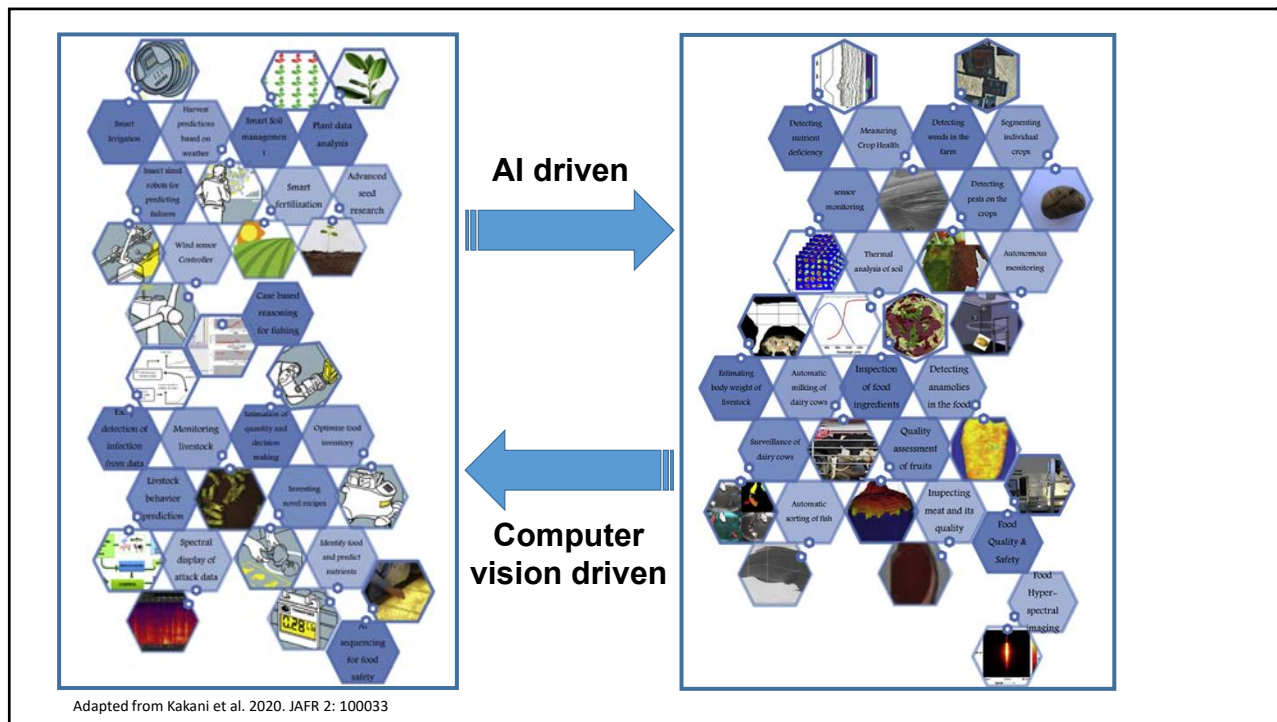 Smart
Irrigation
Harvest
predictions
based on
weather
Smart Soil
managemen
t
Plant data
analysis
Insect sized
robots for
predicting
failures
Smart
fertilization
Advanced
seed
research
Wind sensor
Controller
Case based
reasoning
for fishing
detection of
infection
from data
Monitoring
livestock
Estimation of
quantity and
decision
making
Optimize food
inventory
Livstock
behavior
prediction
Inventing
novel recipes
Spectral
display of
attack data
Identify food
and predict
nutrients
0.28
AI
sequencing
for food
safety
AI driven
Computer
vision driven
Detecting
nutrient
deficiency
Measuring
Crop Health
Detecting
weeds in the
farm
Segmenting
individual
crops
sensor
monitoring
Detecting
pests on the
crops
Thermal
analysis of soil
Autonomous
monitoring
Estimating
body weight of
livestock
Automatic
milking of
dairy cows
Inspection
of food
ingredients
Detecting
anamolies
in the food
Surveillance of
dairy cows
Quality
assessment
of fruits
Automatic
sorting of fish
Inspecting
meat and its
quality
Food
Quality &
Safety
Food
Hyper-
spectral
imaging
Adapted from Kakani et al. 2020. JAFR 2: 100033